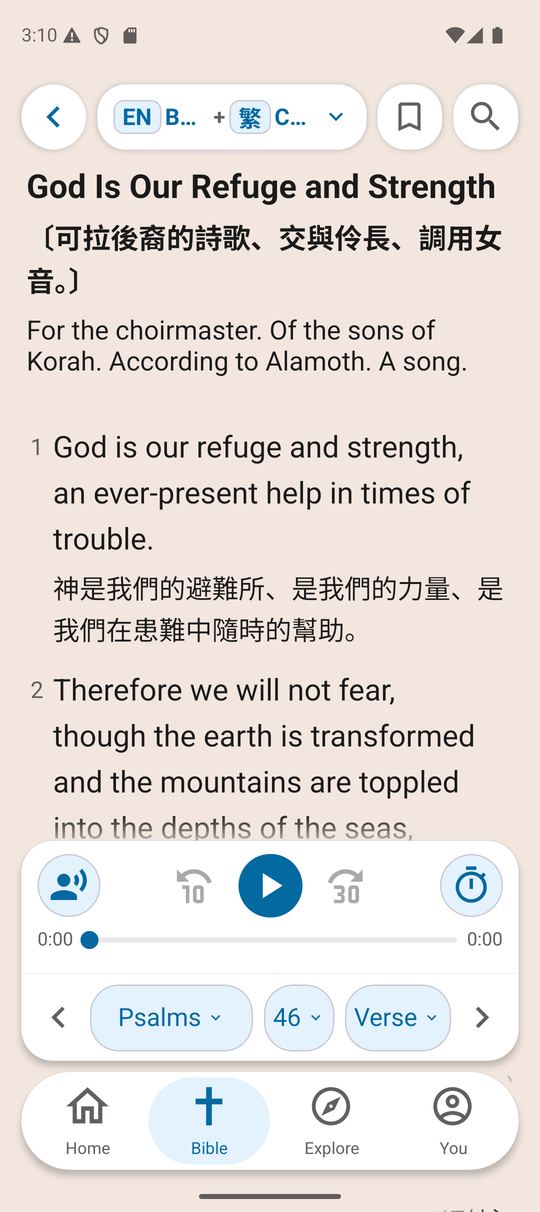 3:10
EN B... + 繁 C...
God Is Our Refuge and Strength
〔可拉後裔的詩歌、交與伶長、調用女
音。〕
For the choirmaster. Of the sons of
Korah. According to Alamoth. A song.
1 God is our refuge and strength,
an ever-present help in times of
trouble.
神是我們的避難所、是我們的力量、是
我們在患難中隨時的幫助。
2 Therefore we will not fear,
though the earth is transformed
and the mountains are toppled
into the depths of the seas,
10 30
0:00 0:00
Psalms 46 Verse
Home Bible Explore You